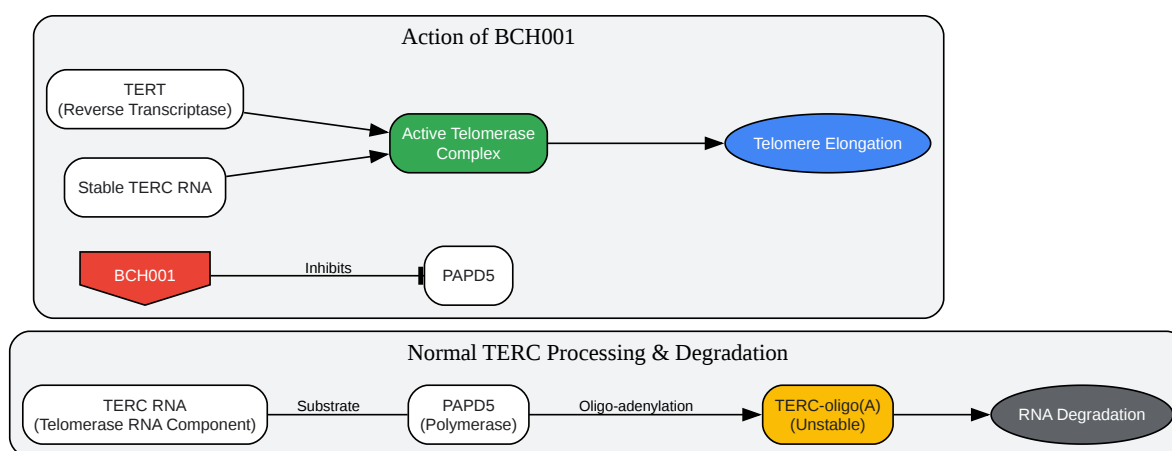 Action of BCH001
TERT
(Reverse Transcriptase)
Active Telomerase
Complex
Telomere Elongation
Stable TERC RNA
BCH001
Inhibits
PAPD5
Normal TERC Processing & Degradation
TERC RNA
(Telomerase RNA Component)
Substrate
PAPD5
(Polymerase)
Oligo-adenylation
TERC-oligo(A)
(Unstable)
RNA Degradation